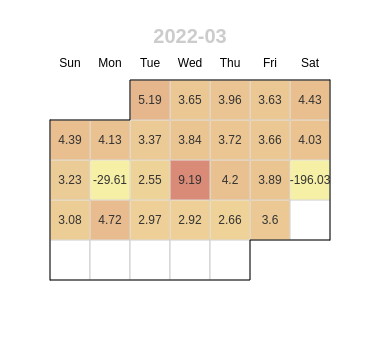 2022-03
Sun Mon Tue Wed Thu Fri Sat
5.19 3.65 3.96 3.63 4.43
4.39 4.13 3.37 3.84 3.72 3.66 4.03
3.23 -29.61 2.55 9.19 4.2 3.89 -196.03
3.08 4.72 2.97 2.92 2.66 3.6